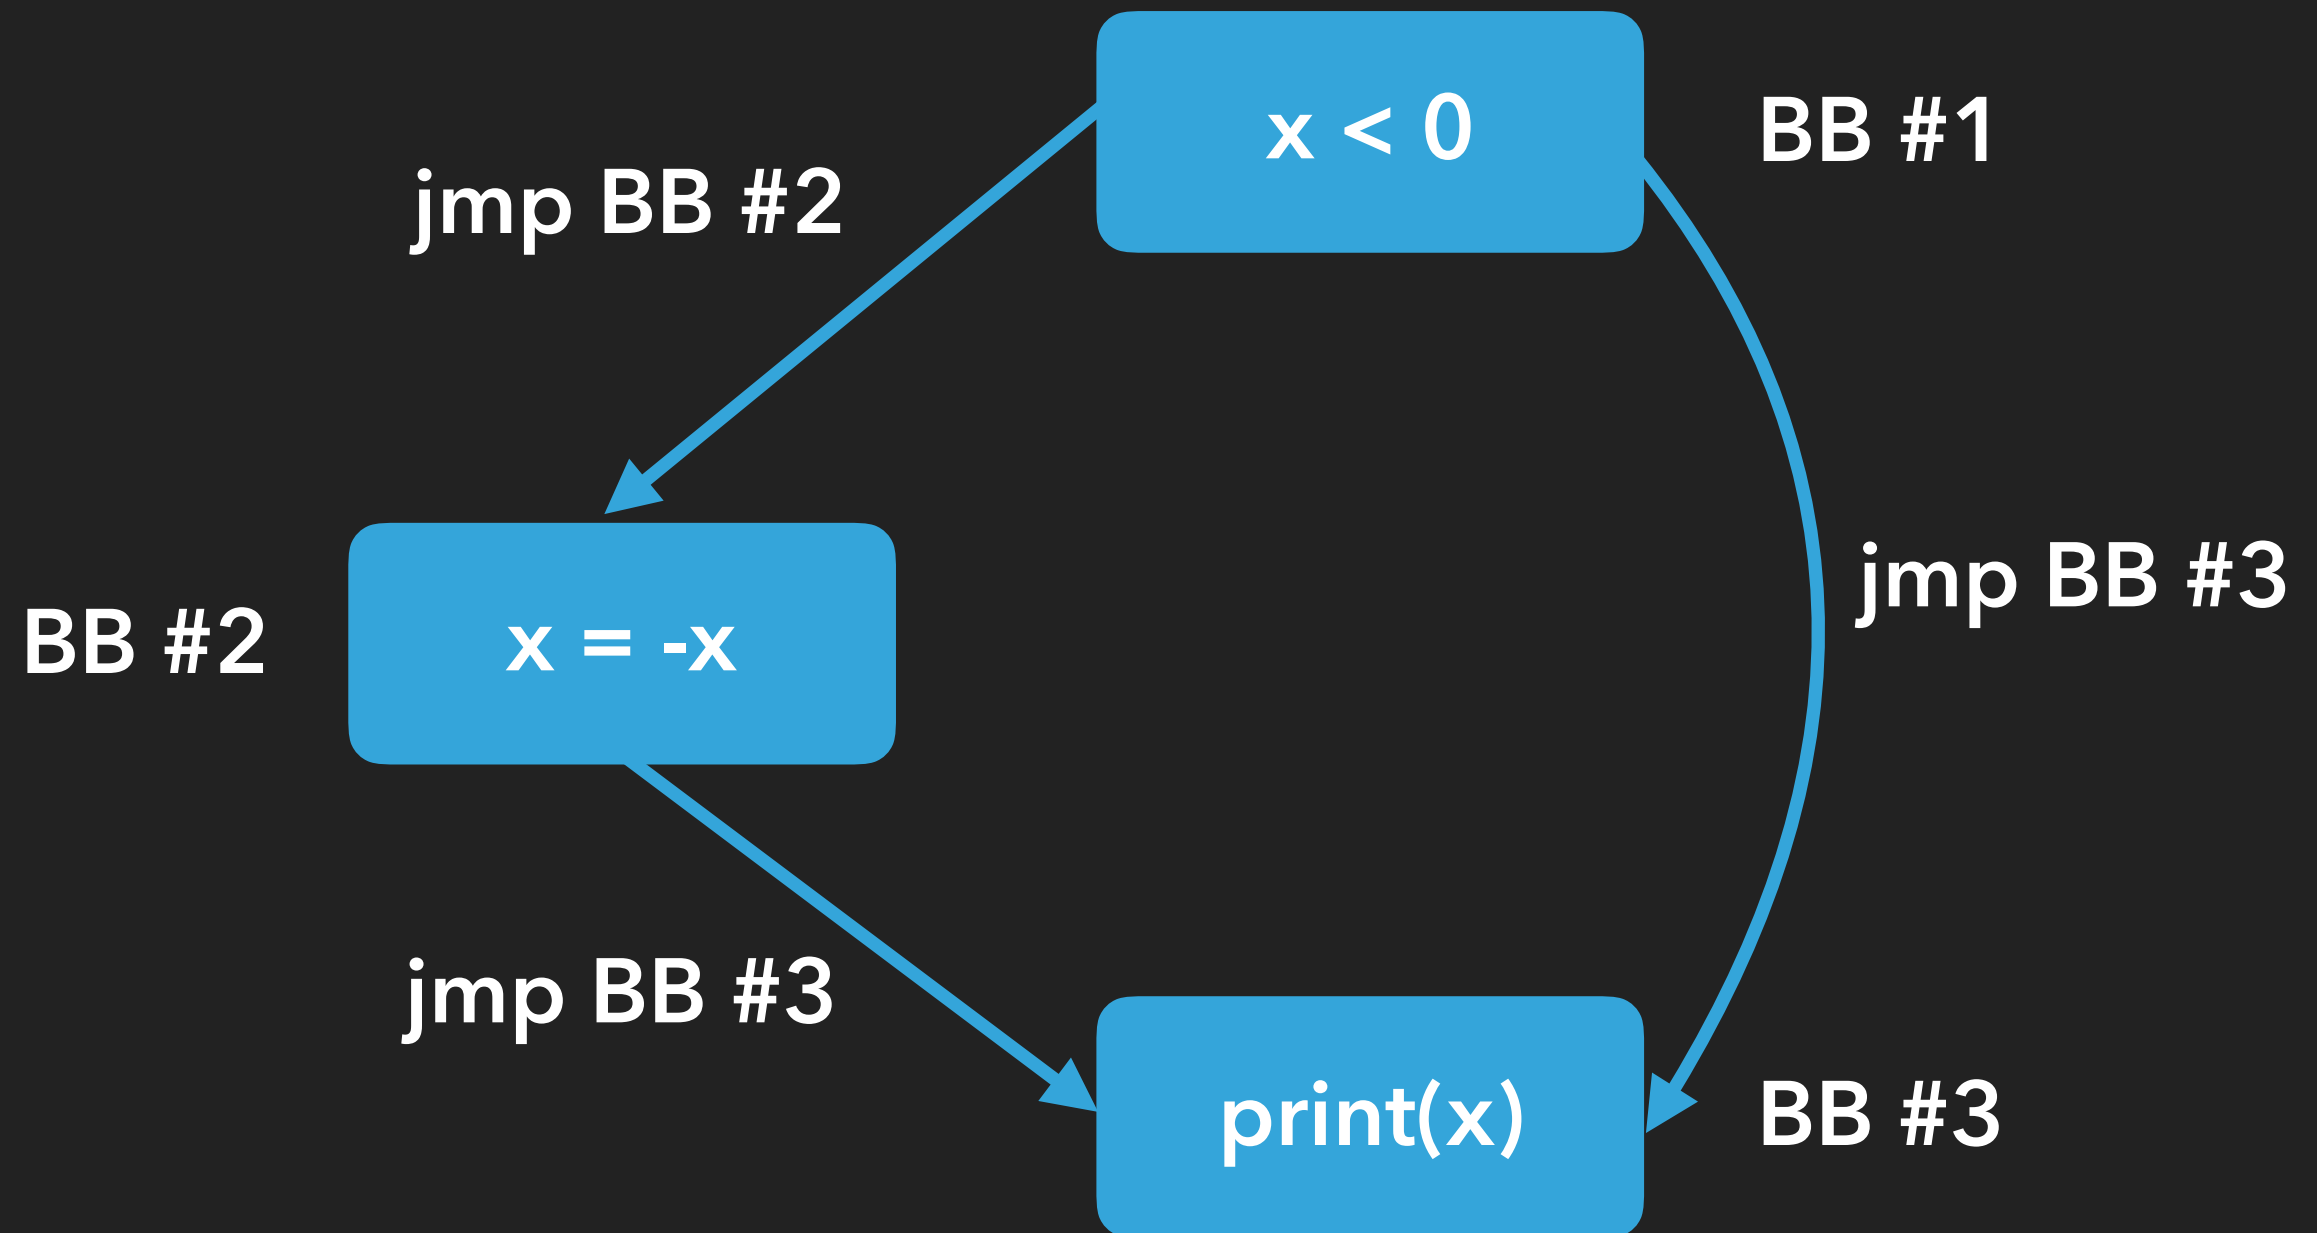 x < 0
BB #1
jmp BB #2
jmp BB #3
BB #2
x = -x
jmp BB #3
print(x)
BB #3